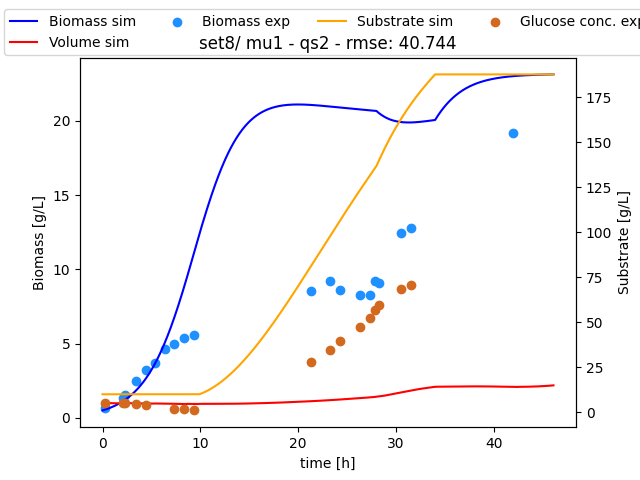 Biomass sim Biomass exp Substrate sim Glucose conc. exp
Volume sim
set8/ mu1 - qs2 - rmse: 40.744
Biomass [g/L]
0
5
10
15
20
Substrate [g/L]
0
25
50
75
100
125
150
175
0 10 20 30 40
time [h]